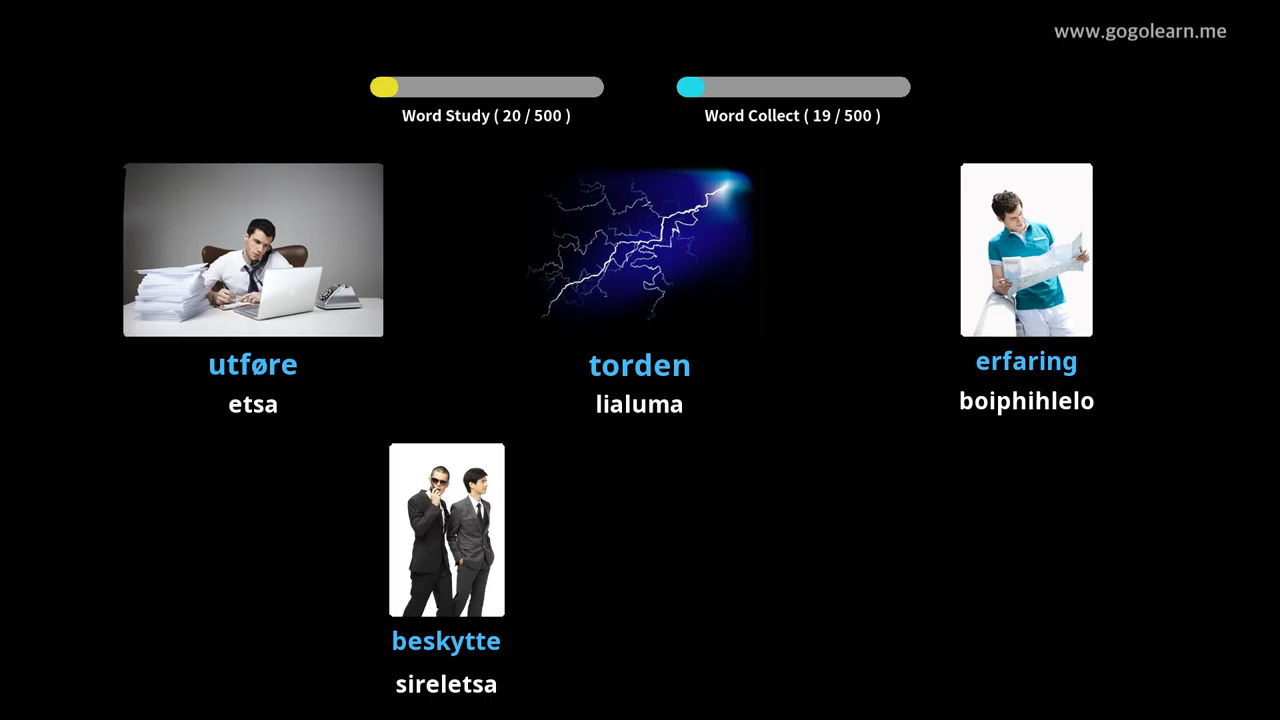 www.gogolearn.me
Word Study ( 20 / 500 )
Word Collect ( 19 / 500 )
utføre
etsa
torden
lialuma
erfaring
boiphihlelo
beskytte
sireletsa